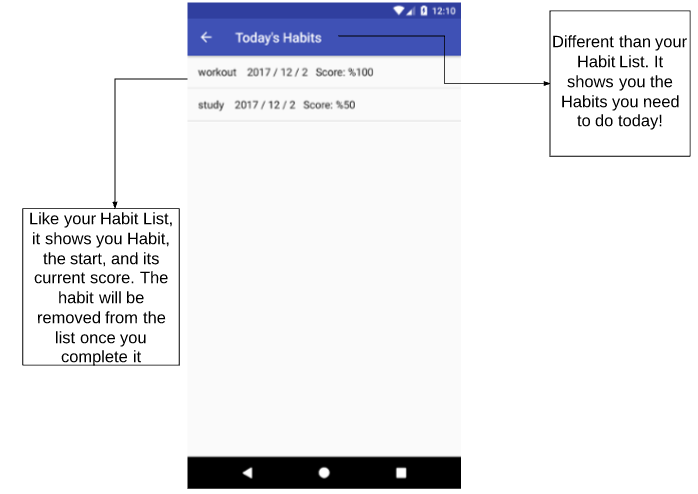 12:10
Today's Habits
workout 2017 / 12 / 2 Score: %100
study 2017 / 12 / 2 Score: %50
Different than your
Habit List. It
shows you the
Habits you need
to do today!
Like your Habit List,
it shows you Habit,
the start, and its
current score. The
habit will be
removed from the
list once you
complete it